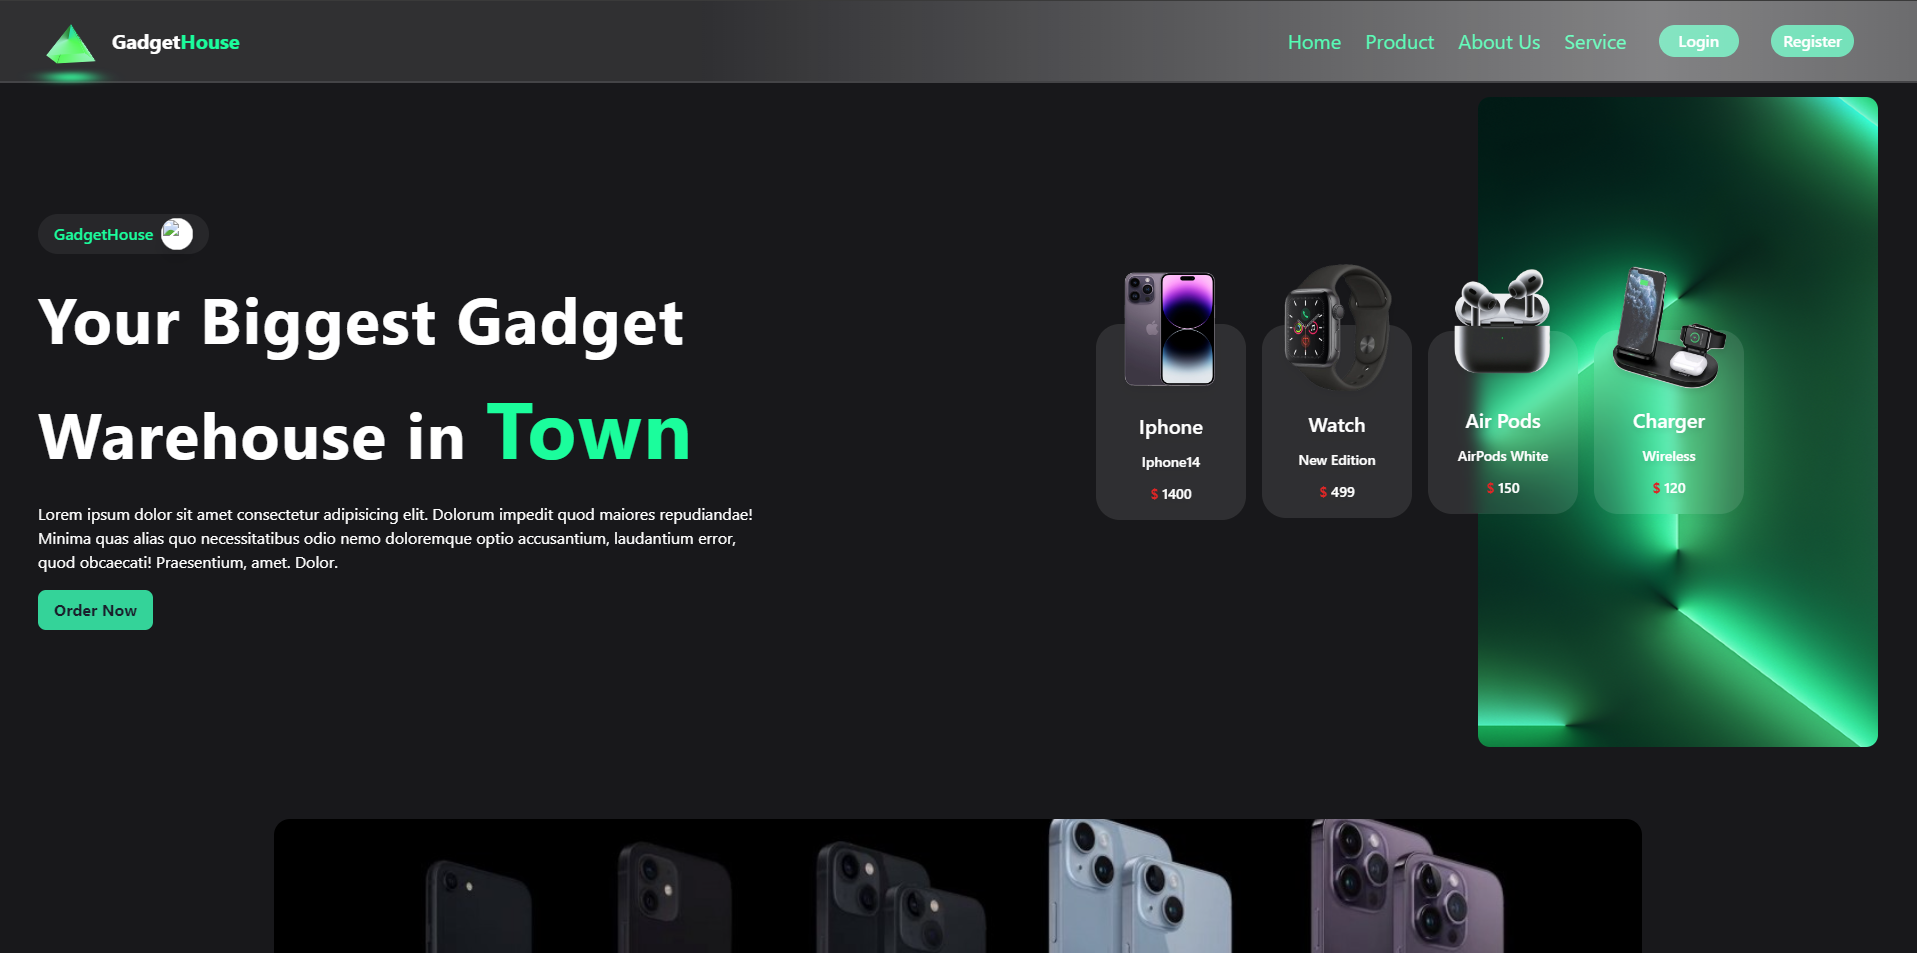 GadgetHouse
Home Product About Us Service Login Register
GadgetHouse
Your Biggest Gadget
Warehouse in Town
Lorem ipsum dolor sit amet consectetur adipisicing elit. Dolorum impedit quod maiores repudiandae!
Minima quas alias quo necessitatibus odio nemo doloremque optio accusantium, laudantium error,
quod obcaecati! Praesentium, amet. Dolor.
Order Now
Iphone
Iphone14
$ 1400
Watch
New Edition
$ 499
Air Pods
AirPods White
$ 150
Charger
Wireless
$ 120